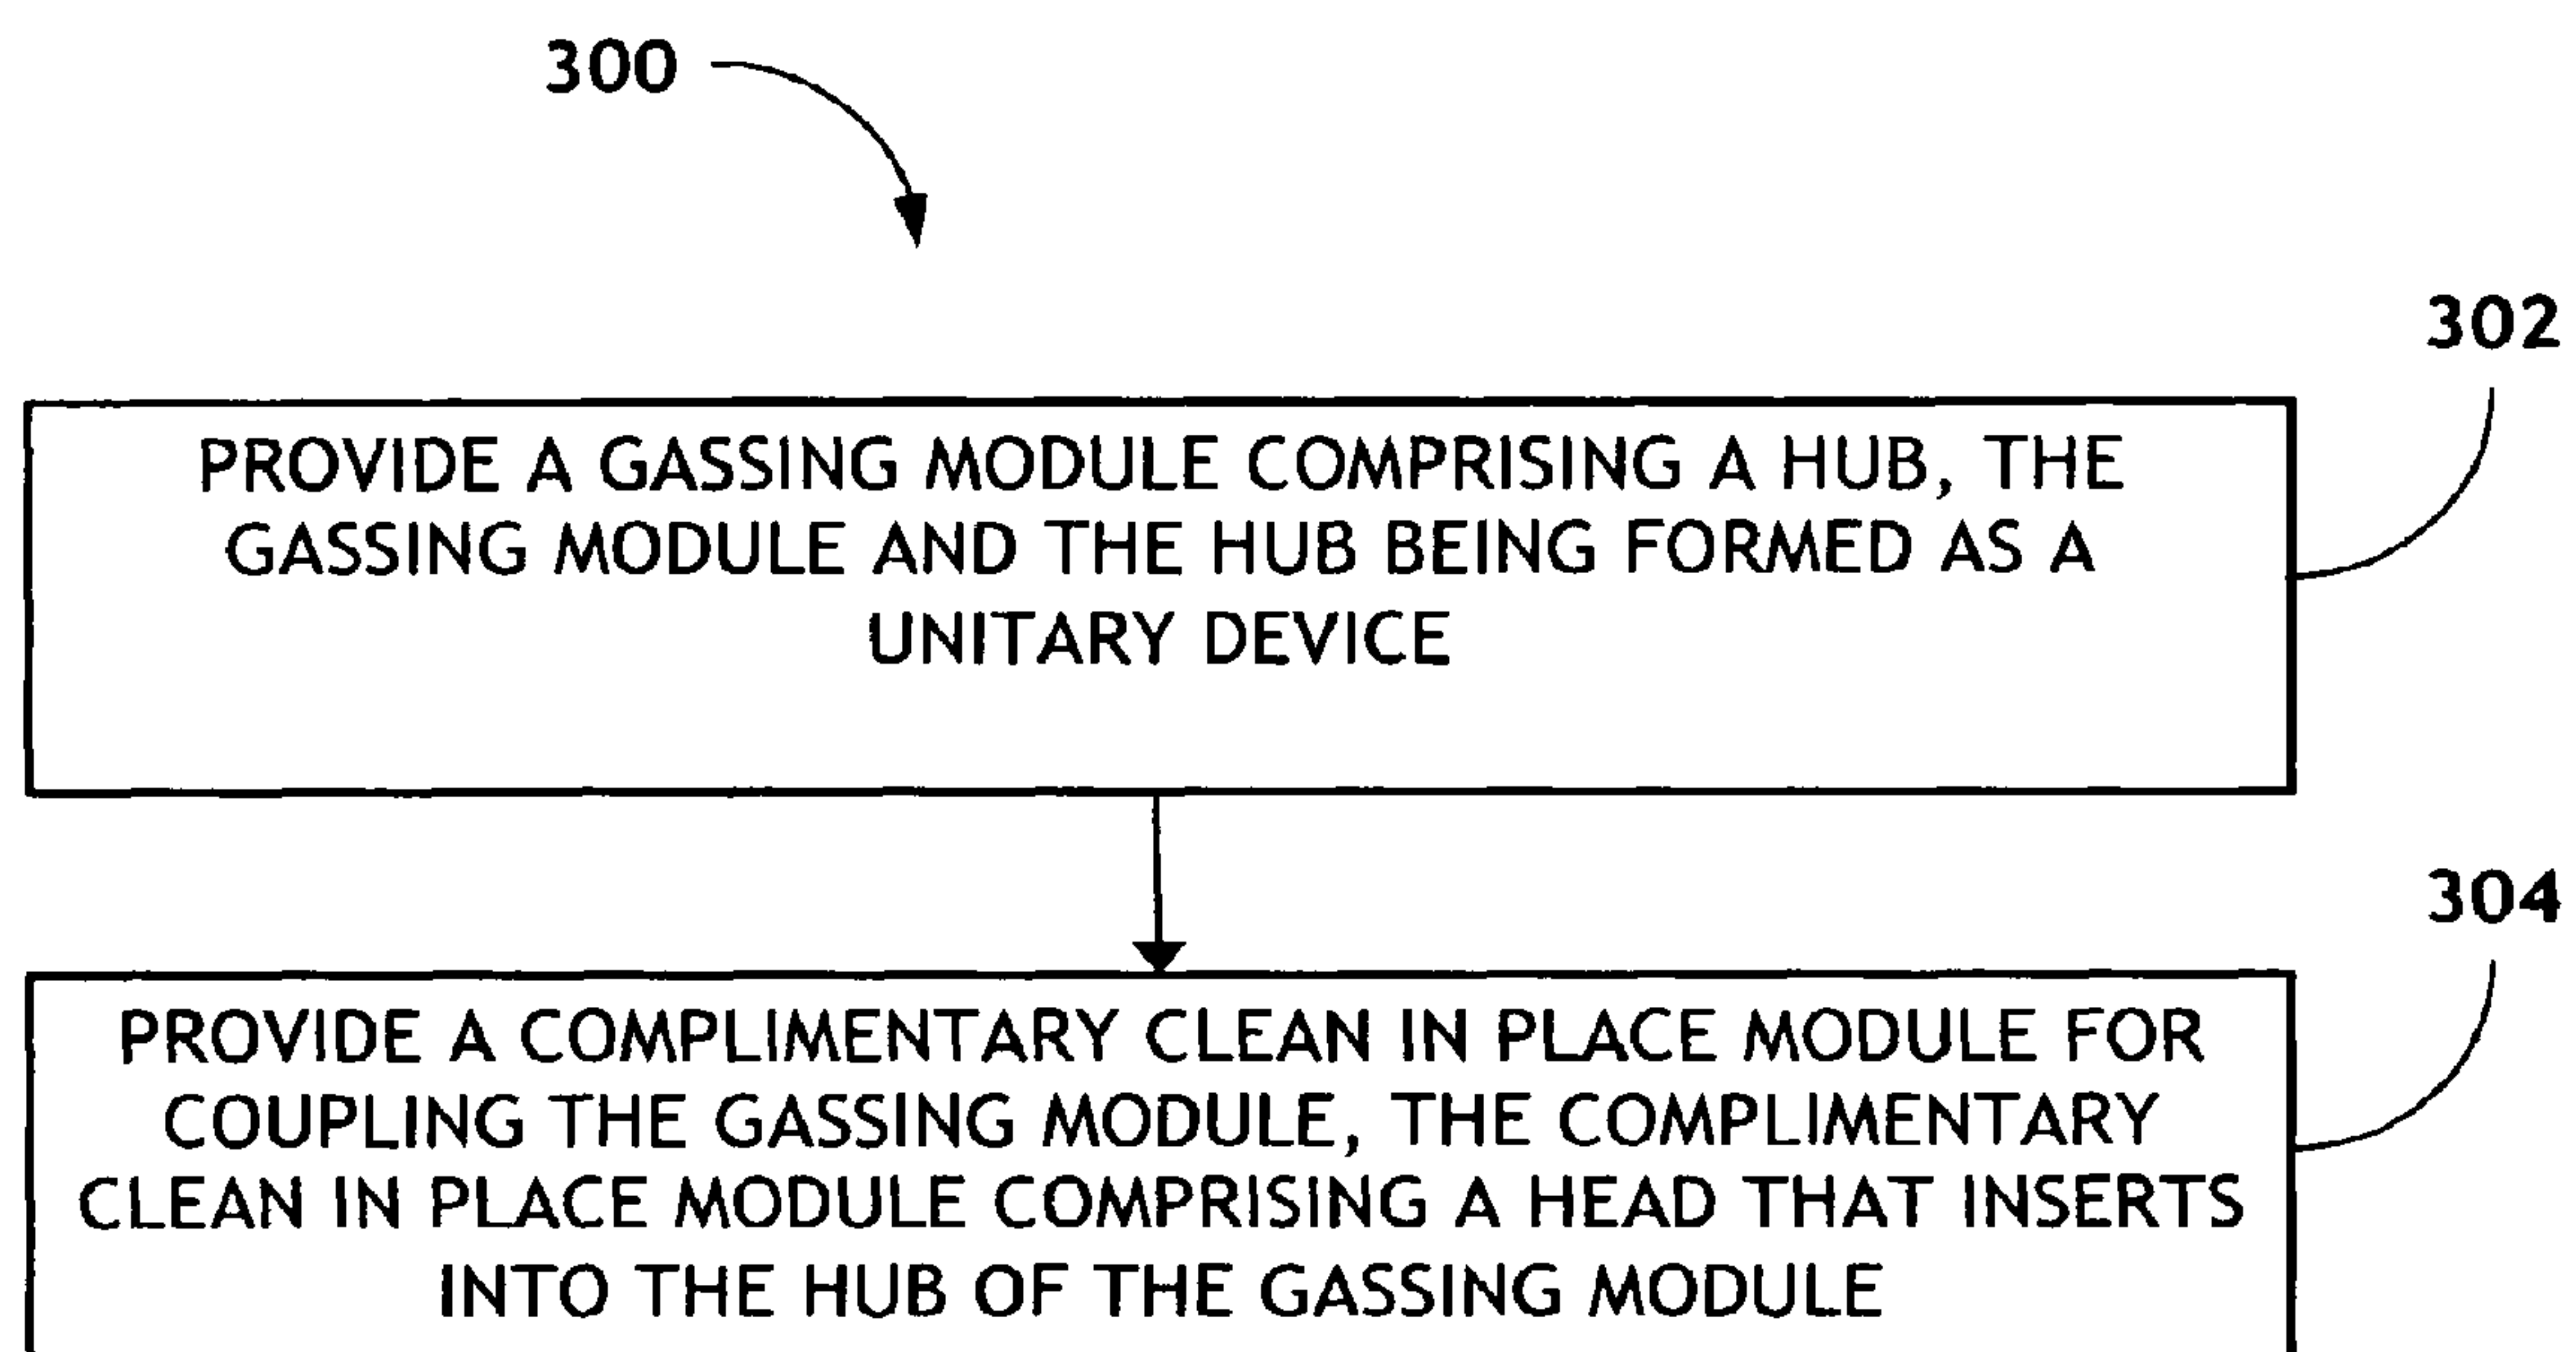 300
302
PROVIDE A GASSING MODULE COMPRISING A HUB, THE
GASSING MODULE AND THE HUB BEING FORMED AS A
UNITARY DEVICE
304
PROVIDE A COMPLIMENTARY CLEAN IN PLACE MODULE FOR
COUPLING THE GASSING MODULE, THE COMPLIMENTARY
CLEAN IN PLACE MODULE COMPRISING A HEAD THAT INSERTS
INTO THE HUB OF THE GASSING MODULE